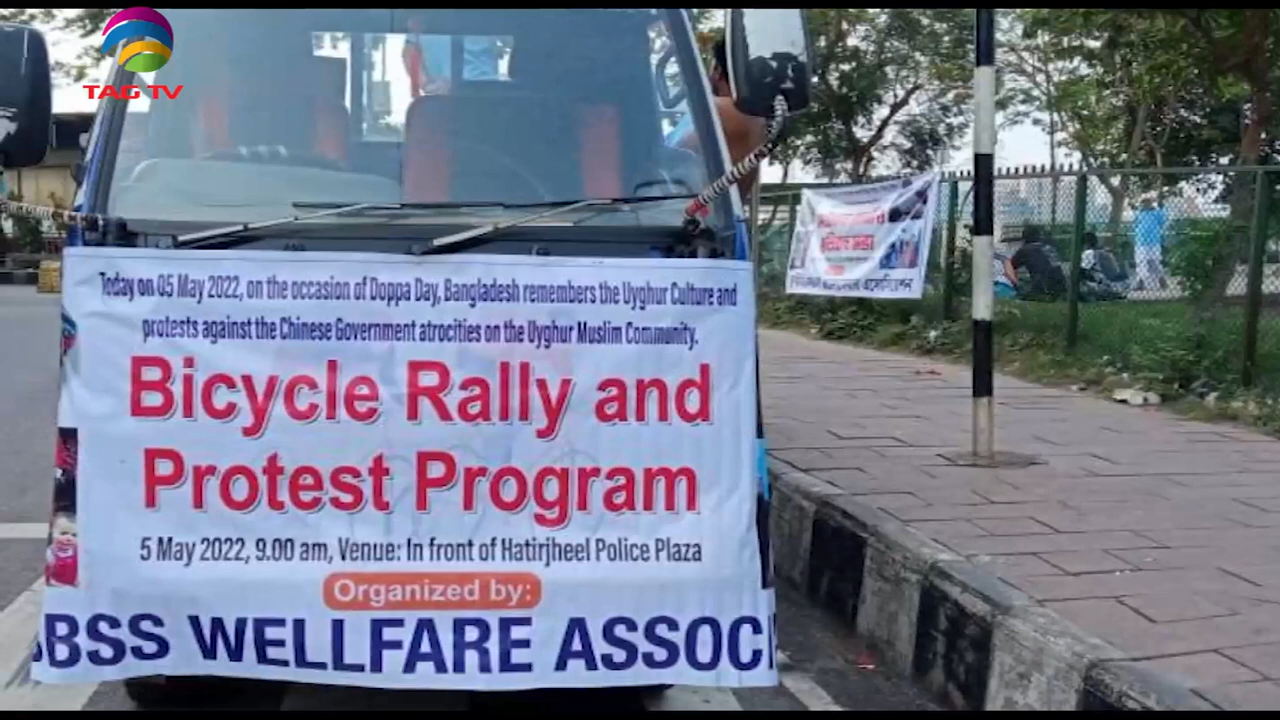 TAG TV
Today on 05 May 2022, on the occasion of Doppa Day, Bangladesh remembers the Uyghur Culture and
protests against the Chinese Government atrocities on the Uyghur Muslim Community.
Bicycle Rally and
Protest Program
5 May 2022, 9.00 am, Venue: In front of Hatirjheel Police Plaza
Organized by:
BSS WELLFARE ASSOCI